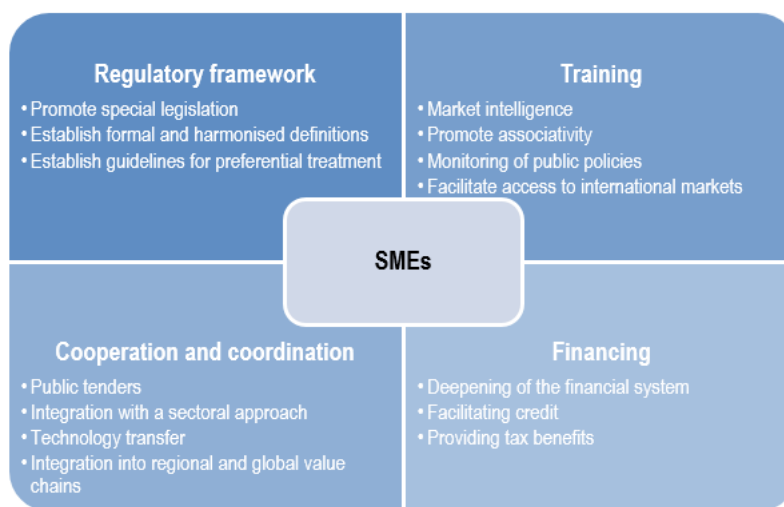 Regulatory framework
• Promote special legislation
• Establish formal and harmonised definitions
• Establish guidelines for preferential treatment
Training
• Market intelligence
• Promote associativity
• Monitoring of public policies
• Facilitate access to international markets
SMEs
Cooperation and coordination
• Public tenders
• Integration with a sectoral approach
• Technology transfer
• Integration into regional and global value
chains
Financing
• Deepening of the financial system
• Facilitating credit
• Providing tax benefits